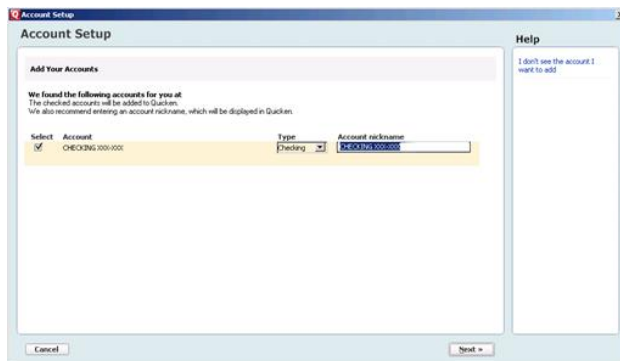 Account Setup
Account Setup
Help
I don't see the account I
want to add
Add Your Accounts
We found the following accounts for you at
The checked accounts will be added to Quicken.
We also recommend entering an account nickname, which will be displayed in Quicken.
Select Account Type Account nickname
CHECKING XXX-XXX Checking CHECKING XXX-XXX
Cancel Next »